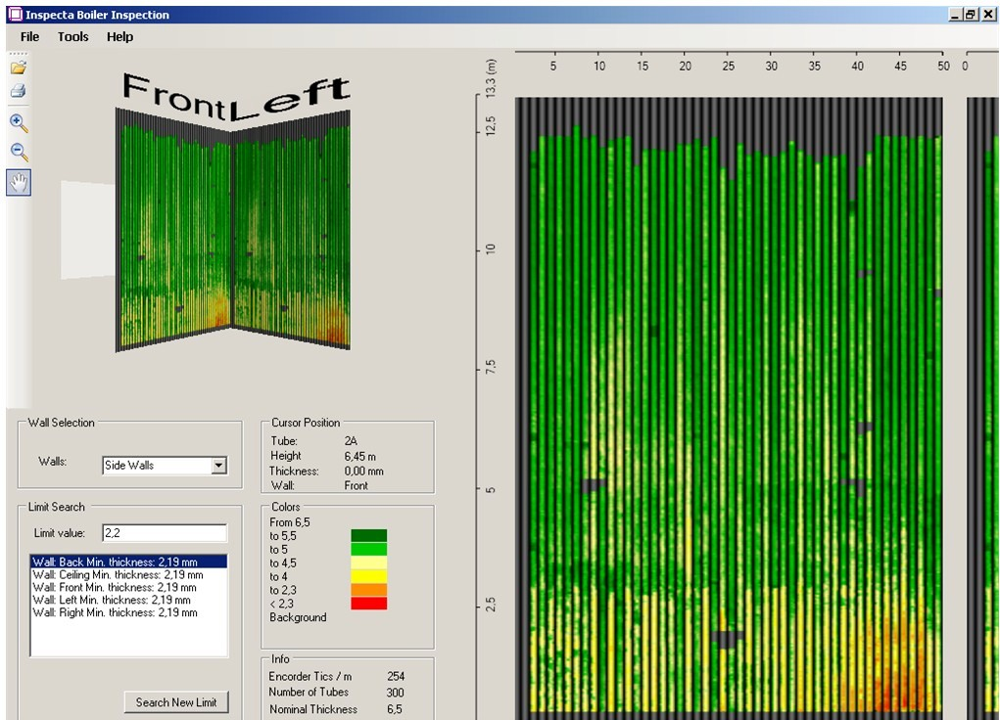 Inspecta Boiler Inspection
File Tools Help
Front Left
Wall Selection
Walls: Side Walls
Limit Search
Limit value: 2,2
Wall: Back Min. thickness: 2,19 mm
Wall: Ceiling Min. thickness: 2,19 mm
Wall: Front Min. thickness: 2,19 mm
Wall: Left Min. thickness: 2,19 mm
Wall: Right Min. thickness: 2,19 mm
Search New Limit
Cursor Position
Tube: 2A
Height 6,45 m
Thickness: 0,00 mm
Wall: Front
Colors
From 6,5
to 5,5
to 5
to 4,5
to 4
to 2,3
< 2,3
Background
Info
Encorder Tics / m 254
Number of Tubes 300
Nominal Thickness 6,5
5 10 15 20 25 30 35 40 45 50 0
13,3 (m)
12,5
10
7,5
5
2,5